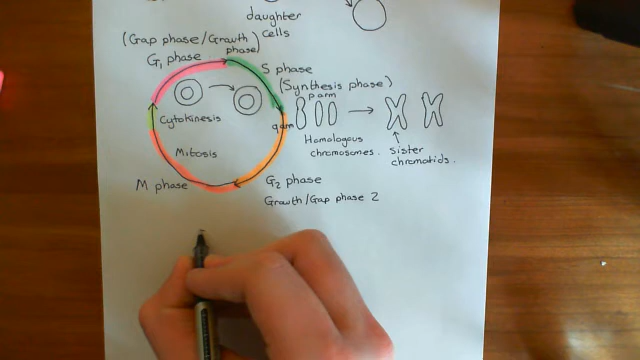 daughter
cells
(Gap phase/Growth phase)
G1 phase
S phase
(Synthesis phase)
p arm
q arm
Cytokinesis
Homologous
chromosomes.
Sister
chromatids.
Mitosis
M phase
G2 phase
Growth/Gap phase 2